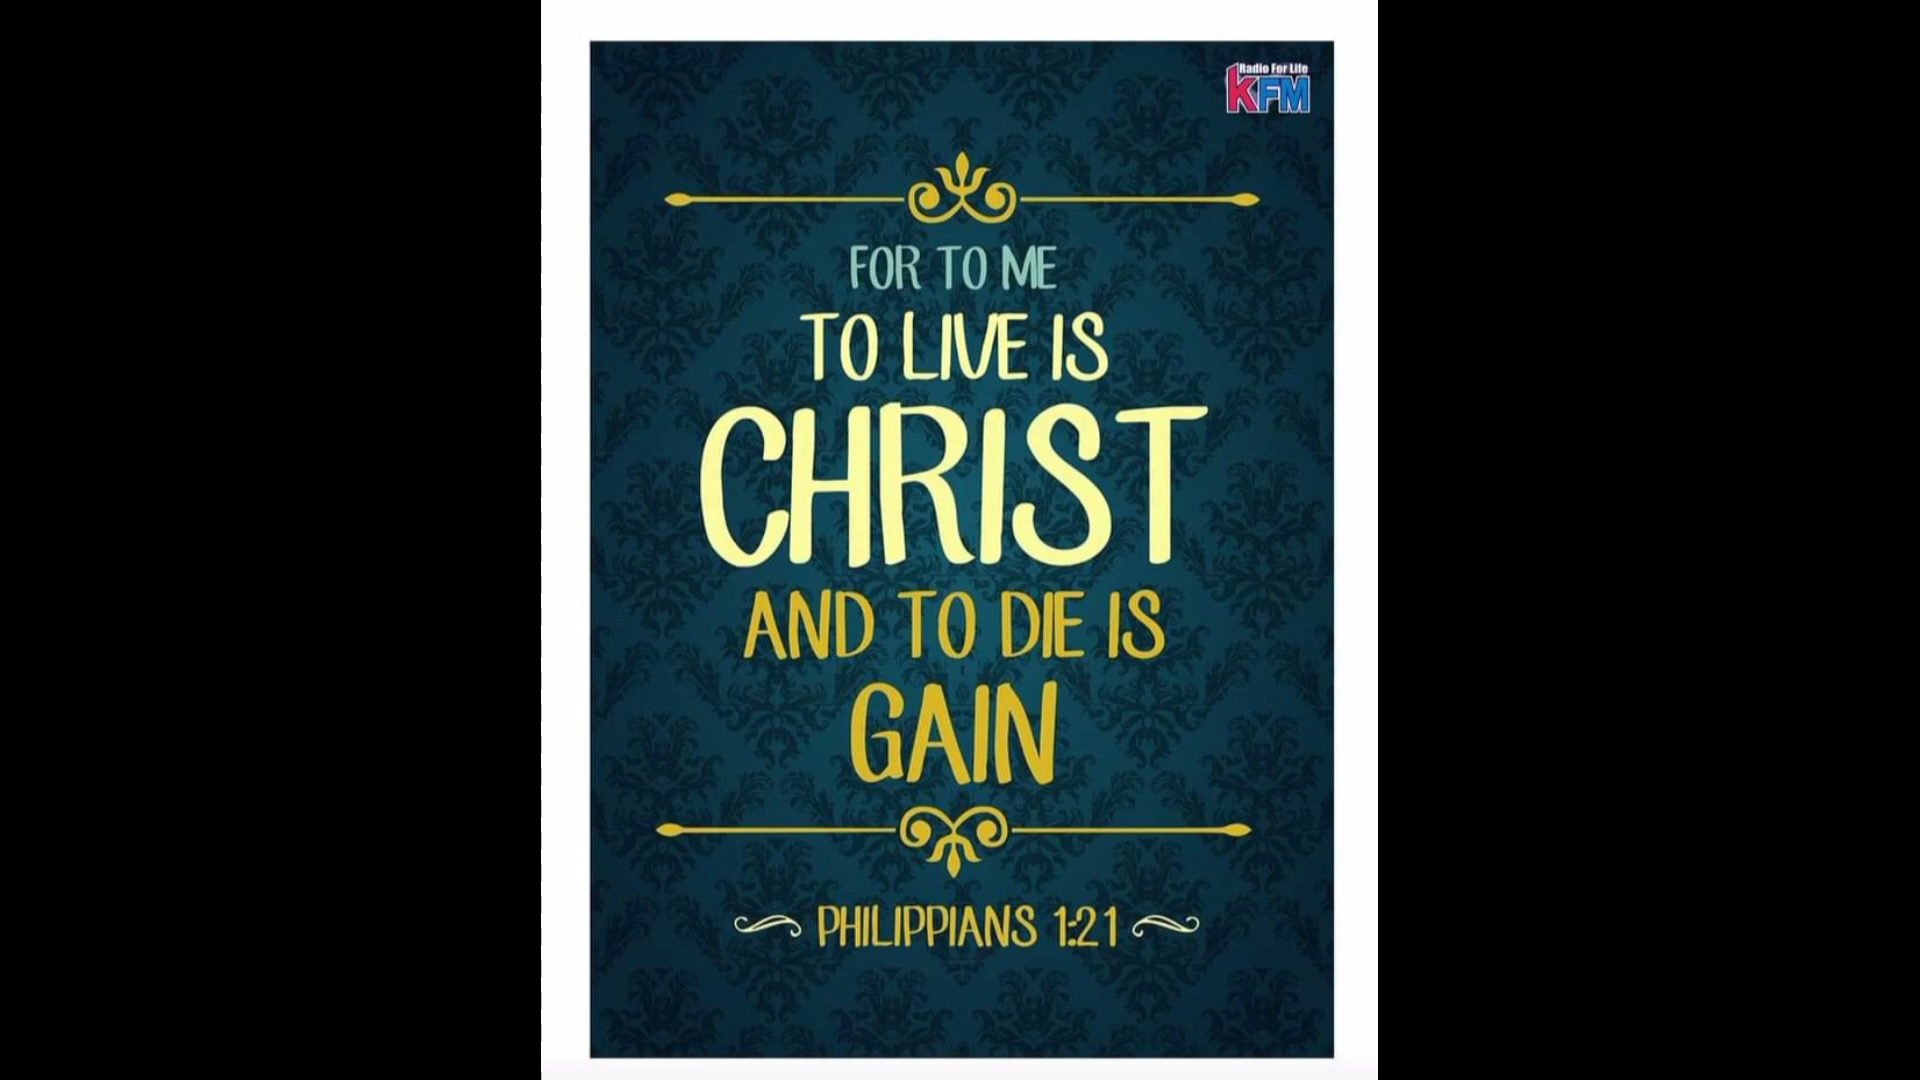 Radio For Life
KFM
FOR TO ME
TO LIVE IS
CHRIST
AND TO DIE IS
GAIN
PHILIPPIANS 1:21